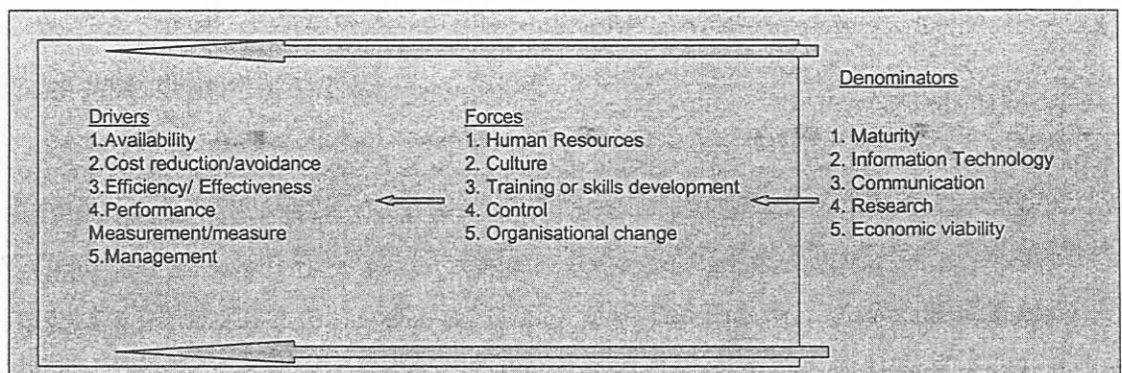 Drivers
1.Availability
2.Cost reduction/avoidance
3.Efficiency/ Effectiveness
4.Performance
Measurement/measure
5.Management
Forces
1. Human Resources
2. Culture
3. Training or skills development
4. Control
5. Organisational change
Denominators
1. Maturity
2. Information Technology
3. Communication
4. Research
5. Economic viability